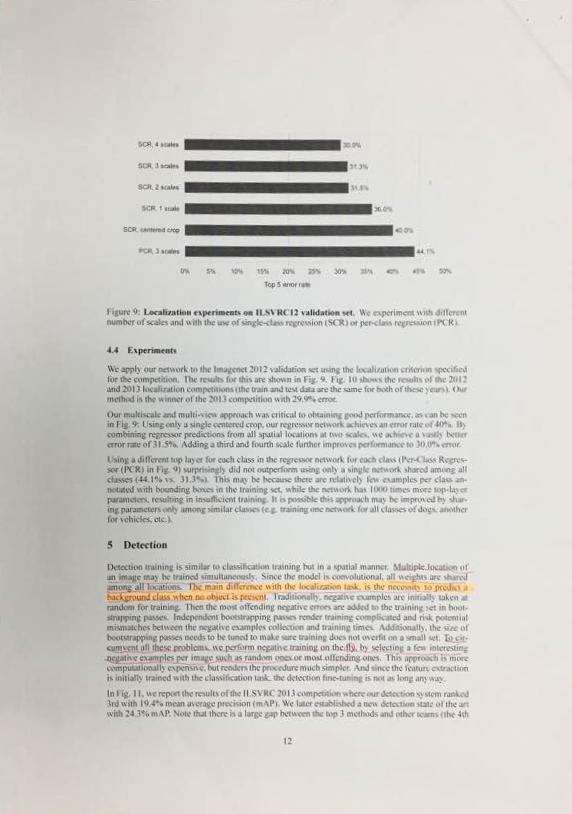 SCR, 4 scales 30.0%
SCR, 3 scales 31.3%
SCR, 2 scales 31.5%
SCR, 1 scale 36.0%
SCR, centered crop 40.0%
PCR, 3 scales 44.1%
0% 5% 10% 15% 20% 25% 30% 35% 40% 45% 50%
Top 5 error rate
Figure 9: Localization experiments on ILSVRC12 validation set. We experiment with different
number of scales and with the use of single-class regression (SCR) or per-class regression (PCR).
4.4 Experiments
We apply our network to the Imagenet 2012 validation set using the localization criterion specified
for the competition. The results for this are shown in Fig. 9. Fig. 10 shows the results of the 2012
and 2013 localization competitions (the train and test data are the same for both of these years). Our
method is the winner of the 2013 competition with 29.9% error.
Our multiscale and multi-view approach was critical to obtaining good performance, as can be seen
in Fig. 9: Using only a single centered crop, our regressor network achieves an error rate of 40%. By
combining regressor predictions from all spatial locations at two scales, we achieve a vastly better
error rate of 31.5%. Adding a third and fourth scale further improves performance to 30.0% error.
Using a different top layer for each class in the regressor network for each class (Per-Class Regres-
sor (PCR) in Fig. 9) surprisingly did not outperform using only a single network shared among all
classes (44.1% vs. 31.3%). This may be because there are relatively few examples per class an-
notated with bounding boxes in the training set, while the network has 1000 times more top-layer
parameters, resulting in insufficient training. It is possible this approach may be improved by shar-
ing parameters only among similar classes (e.g. training one network for all classes of dogs, another
for vehicles, etc.).
5 Detection
Detection training is similar to classification training but in a spatial manner. Multiple location of
an image may be trained simultaneously. Since the model is convolutional, all weights are shared
among all locations. The main difference with the localization task, is the necessity to predict a
background class when no object is present. Traditionally, negative examples are initially taken at
random for training. Then the most offending negative errors are added to the training set in boot-
strapping passes. Independent bootstrapping passes render training complicated and risk potential
mismatches between the negative examples collection and training times. Additionally, the size of
bootstrapping passes needs to be tuned to make sure training does not overfit on a small set. To cir-
cumvent all these problems, we perform negative training on the fly, by selecting a few interesting
negative examples per image such as random ones or most offending ones. This approach is more
computationally expensive, but renders the procedure much simpler. And since the feature extraction
is initially trained with the classification task, the detection fine-tuning is not as long anyway.
In Fig. 11, we report the results of the ILSVRC 2013 competition where our detection system ranked
3rd with 19.4% mean average precision (mAP). We later established a new detection state of the art
with 24.3% mAP. Note that there is a large gap between the top 3 methods and other teams (the 4th
12